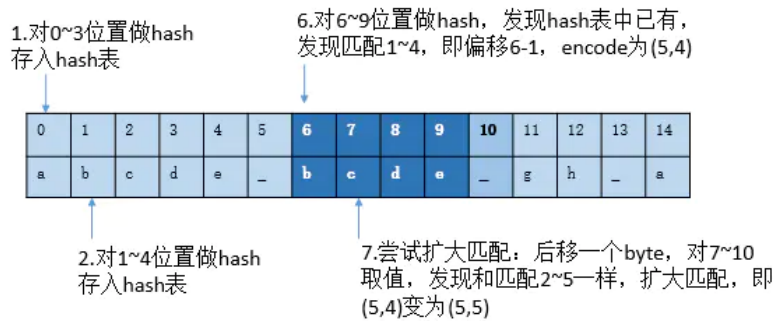 1.对0~3位置做hash
存入hash表
6.对6~9位置做hash，发现hash表中已有，
发现匹配1~4，即偏移6-1，encode为(5,4)
0 1 2 3 4 5 6 7 8 9 10 11 12 13 14
a b c d e _ b c d e _ g h _ a
2.对1~4位置做hash
存入hash表
7.尝试扩大匹配：后移一个byte，对7~10
取值，发现和匹配2~5一样，扩大匹配，即
(5,4)变为(5,5)